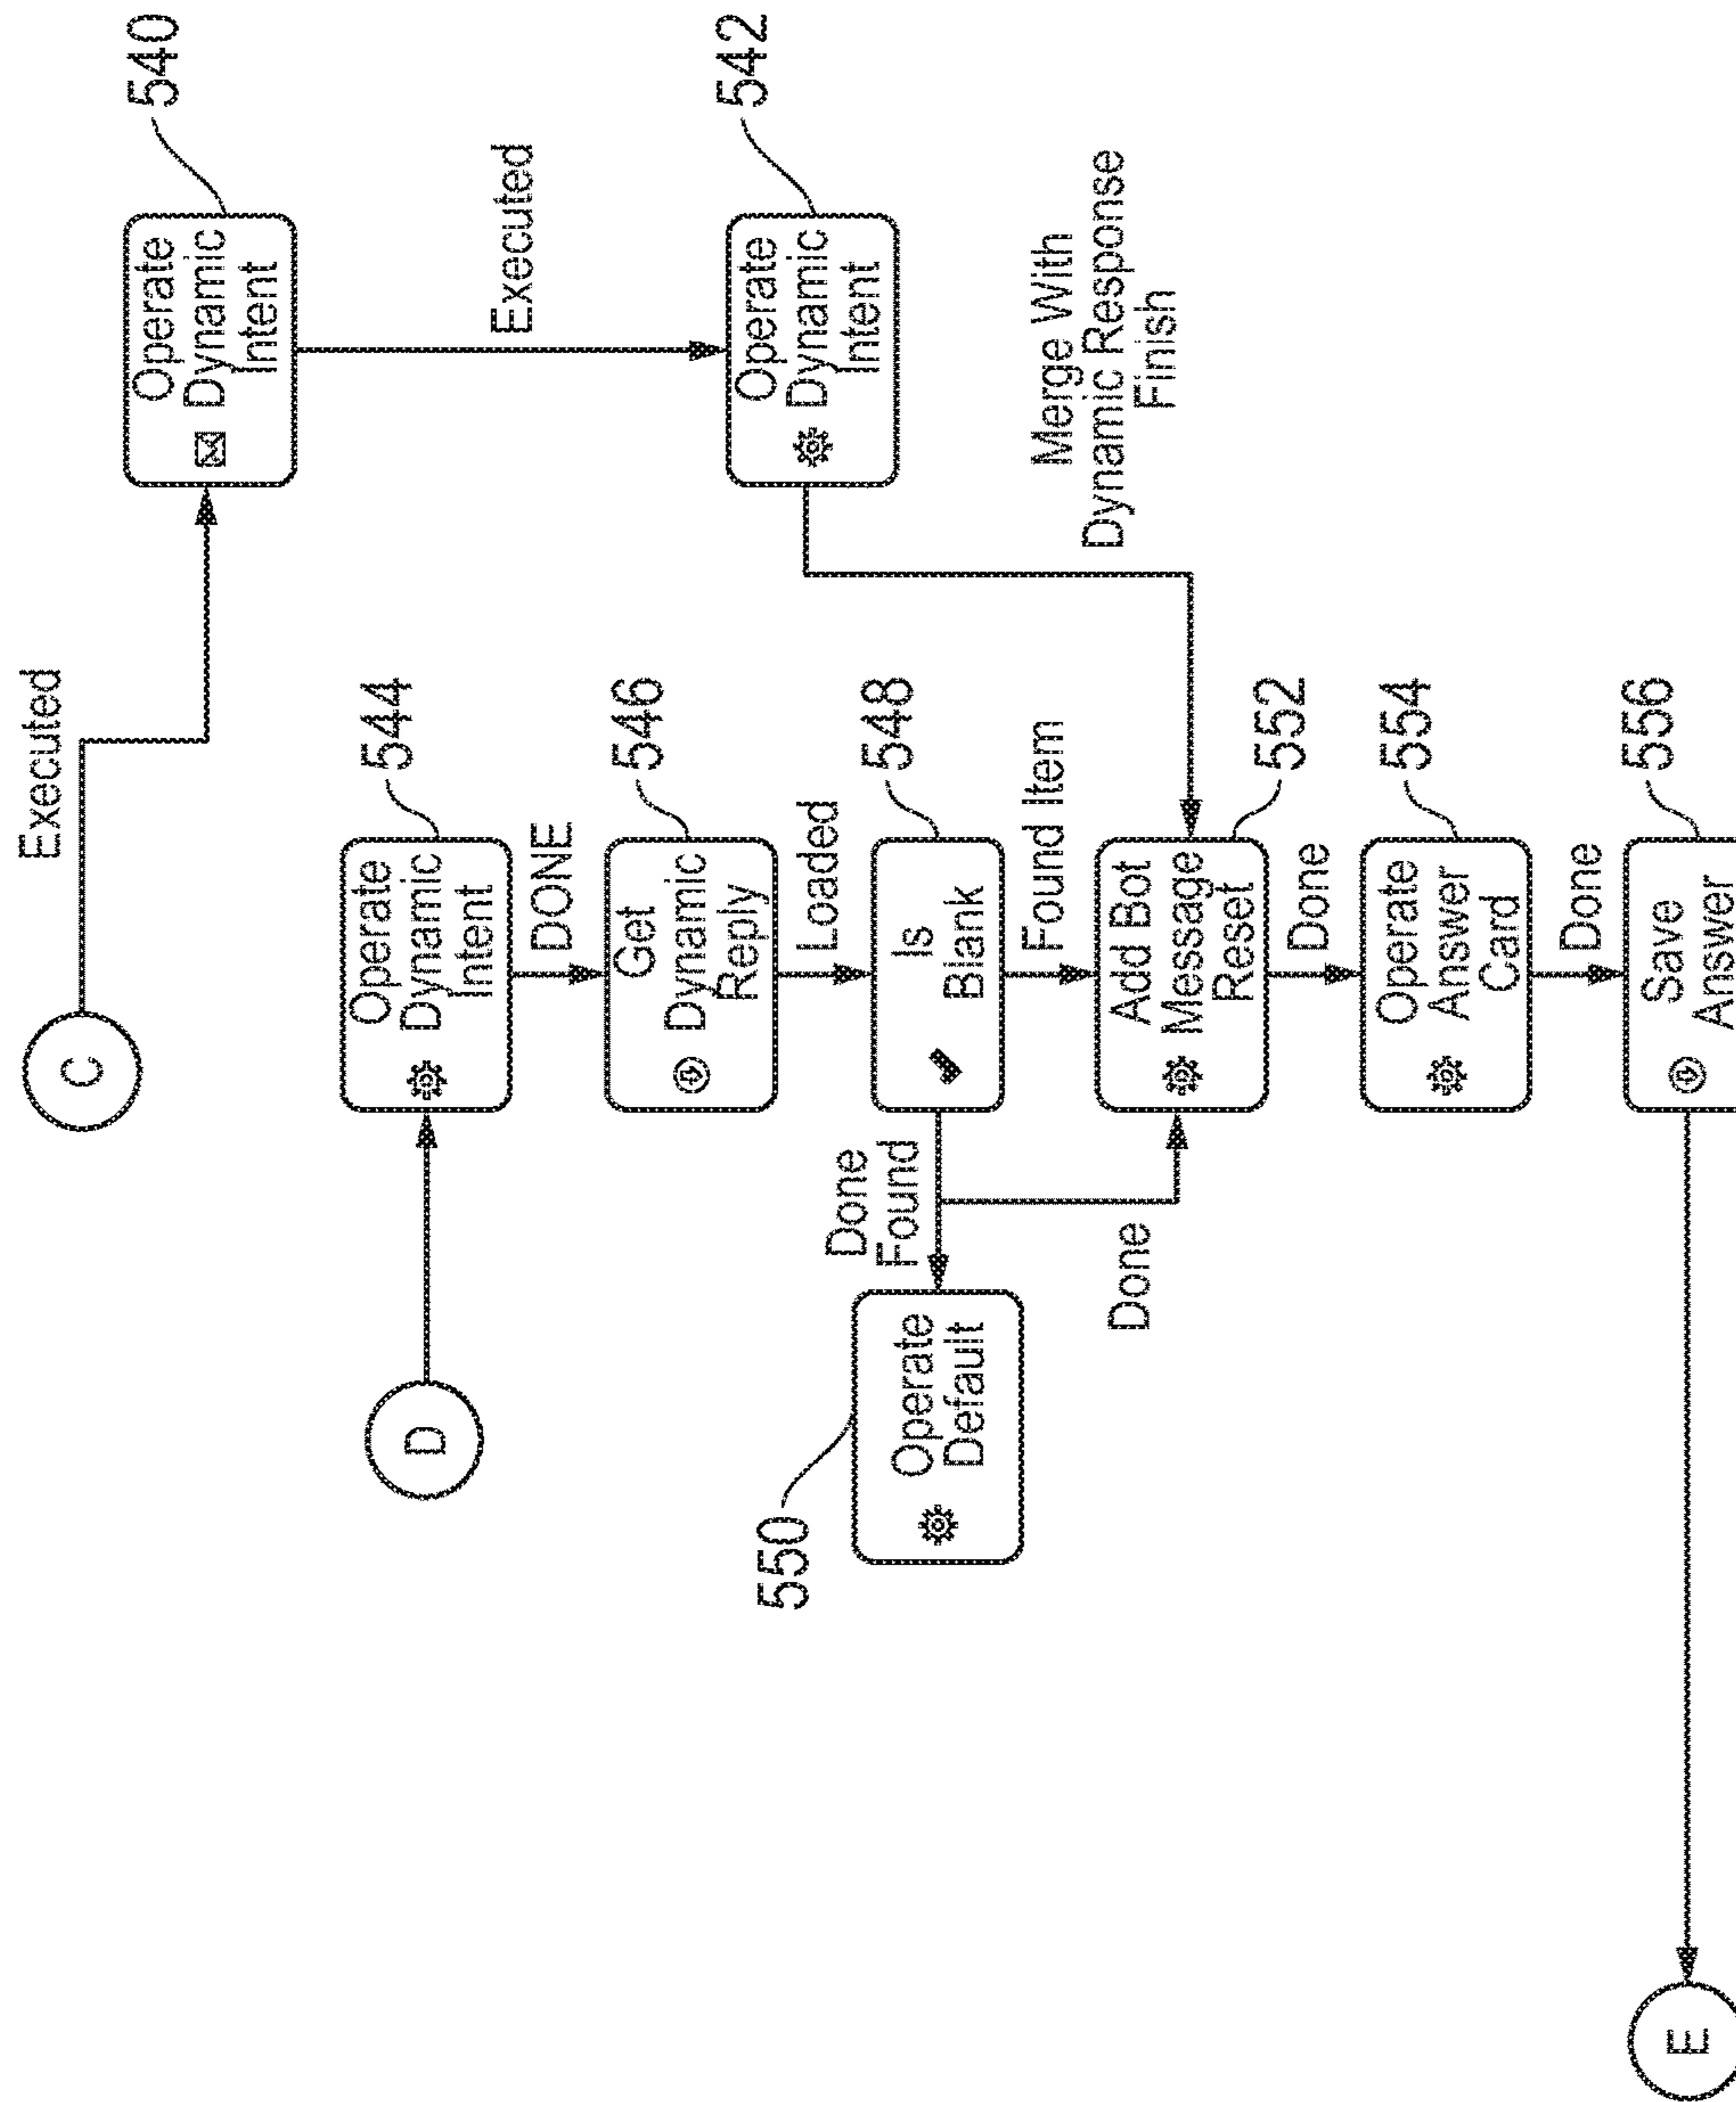 Executed
C
540
Operate
Dynamic
Intent
Executed
542
Operate
Dynamic
Intent
Merge With
Dynamic Response
Finish
D
544
Operate
Dynamic
Intent
DONE
546
Get
Dynamic
Reply
Loaded
548
Is
Blank
Done
Found
550
Operate
Default
Done
Found Item
552
Add Bot
Message
Reset
Done
554
Operate
Answer
Card
Done
556
Save
Answer
E